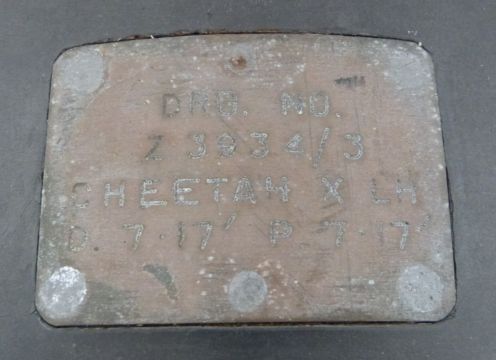 DRG. NO.
Z 3934/3
CHEETAH X LH
D. 7.17' P. 7.17'